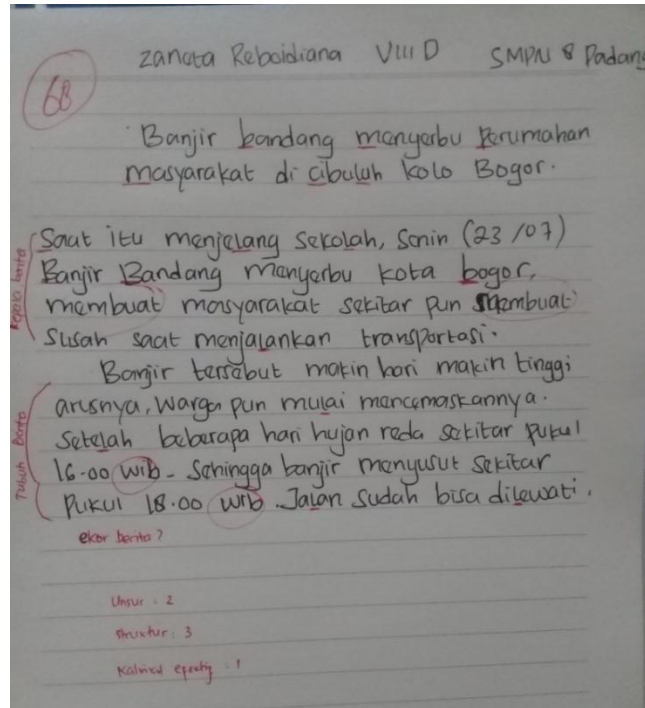 Zanata Reboidiana VIII D SMPN 8 Padang
68
Banjir bandang menyerbu Perumahan
masyarakat di cibuluh kolo Bogor.
Saat itu menjelang sekolah, Senin (23/07)
Banjir Bandang menyerbu kota bogor,
membuat masyarakat sekitar pun membuat
susah saat menjalankan transportasi.
Kepala berita
Banjir tersebut makin hari makin tinggi
arusnya, warga pun mulai mencemaskannya.
Setelah beberapa hari hujan reda sekitar pukul
16.00 wib. Sehingga banjir menyusut sekitar
Pukul 18.00 wib. Jalan sudah bisa dilewati.
Tubuh Berita
ekor berita?
Unsur : 2
Struktur : 3
Kalimat efektif : 1